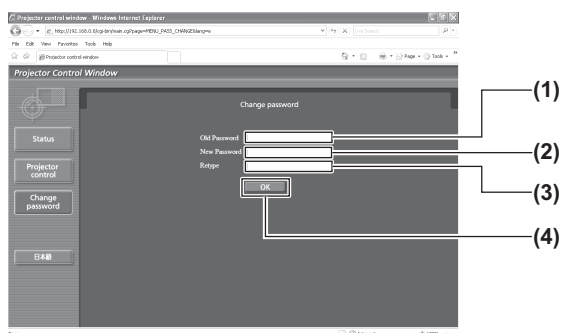 Projector control window - Windows Internet Explorer
http://192.168.0.8/cgi-bin/main.cgi?page=MENU_PASS_CHANGE&lang=e
Live Search
File Edit View Favorites Tools Help
Projector control window
Page Tools
Projector Control Window
Change password
(1)
Status
Old Password
New Password
(2)
Projector control
Retype
(3)
OK
Change password
(4)
日本語